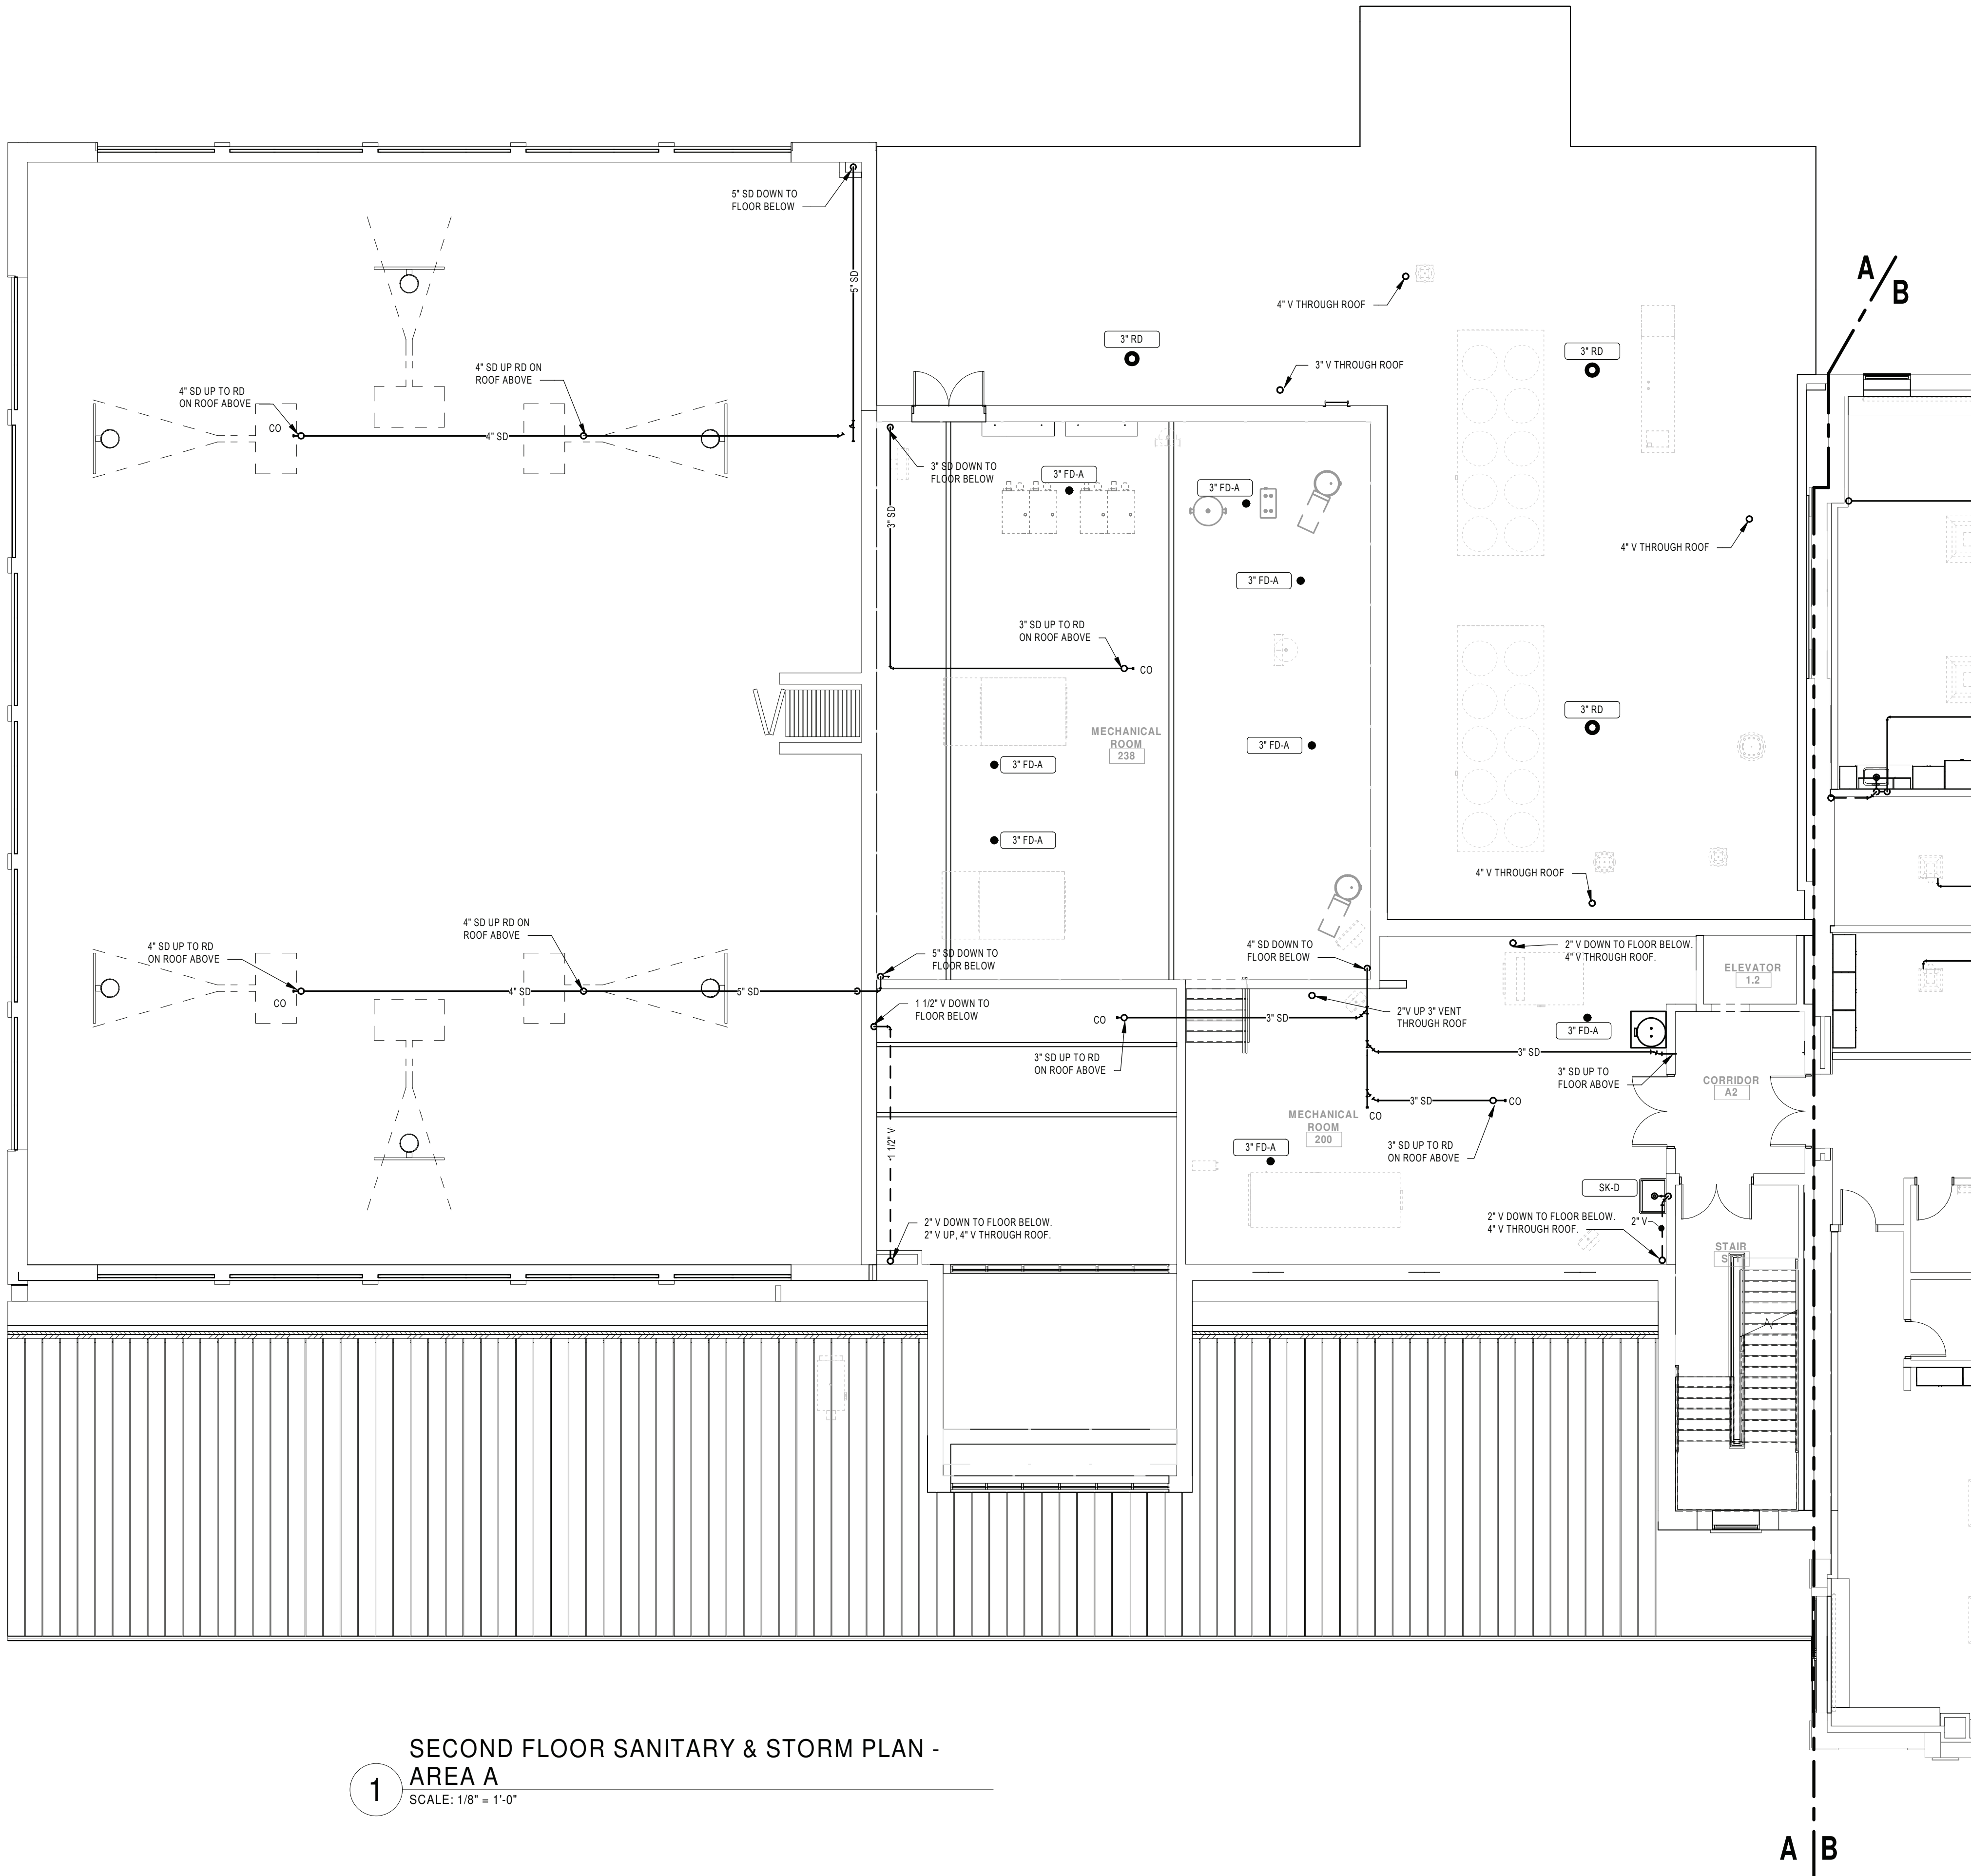 5" SD DOWN TO
FLOOR BELOW
5" SD
A
B
4" V THROUGH ROOF
3" RD
3" RD
3" V THROUGH ROOF
4" SD UP RD ON
ROOF ABOVE
4" SD UP TO RD
ON ROOF ABOVE
CO
4" SD
3" SD DOWN TO
FLOOR BELOW
3" FD-A
3" FD-A
3" SD
4" V THROUGH ROOF
3" FD-A
3" SD UP TO RD
ON ROOF ABOVE
CO
3" RD
MECHANICAL
ROOM
238
3" FD-A
3" FD-A
3" FD-A
4" V THROUGH ROOF
4" SD UP RD ON
ROOF ABOVE
4" SD UP TO RD
ON ROOF ABOVE
CO
4" SD
5" SD
5" SD DOWN TO
FLOOR BELOW
4" SD DOWN TO
FLOOR BELOW
2" V DOWN TO FLOOR BELOW.
4" V THROUGH ROOF.
ELEVATOR
1.2
1 1/2" V DOWN TO
FLOOR BELOW
CO
3" SD
2"V UP 3" VENT
THROUGH ROOF
3" FD-A
3" SD UP TO RD
ON ROOF ABOVE
3" SD
3" SD UP TO
FLOOR ABOVE
CORRIDOR
A2
3" SD
CO
CO
MECHANICAL
ROOM
200
3" FD-A
3" SD UP TO RD
ON ROOF ABOVE
1 1/2" V
SK-D
2" V DOWN TO FLOOR BELOW.
2" V UP, 4" V THROUGH ROOF.
2" V DOWN TO FLOOR BELOW.
4" V THROUGH ROOF.
2" V
STAIR
SECOND FLOOR SANITARY & STORM PLAN -
AREA A
1
SCALE: 1/8" = 1'-0"
A
B